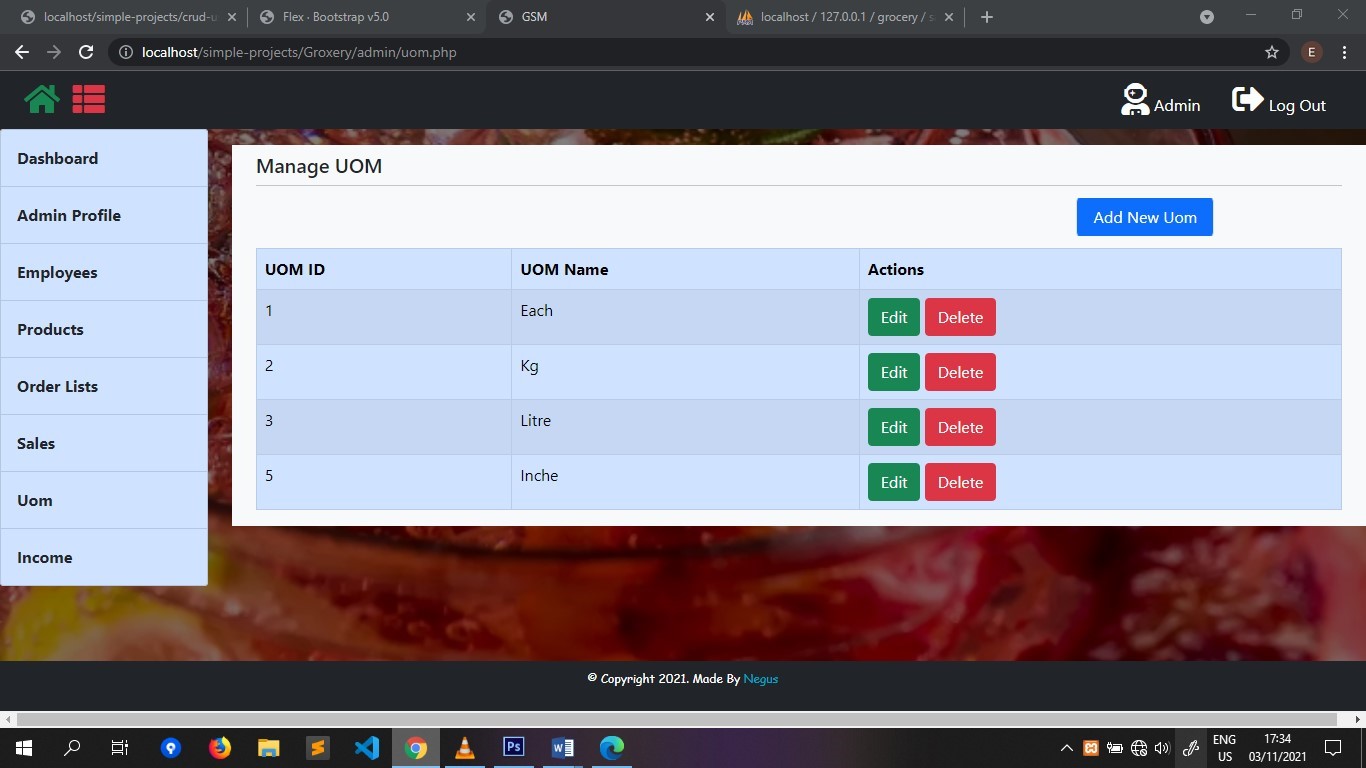 localhost/simple-projects/crud-u
Flex · Bootstrap v5.0
GSM
localhost / 127.0.0.1 / grocery / s
localhost/simple-projects/Groxery/admin/uom.php
E
Admin
Log Out
Dashboard
Admin Profile
Employees
Products
Order Lists
Sales
Uom
Income
Manage UOM
Add New Uom
UOM ID UOM Name Actions
1 Each Edit Delete
2 Kg Edit Delete
3 Litre Edit Delete
5 Inche Edit Delete
© Copyright 2021. Made By Negus
Ps
W
ENG
US
17:34
03/11/2021